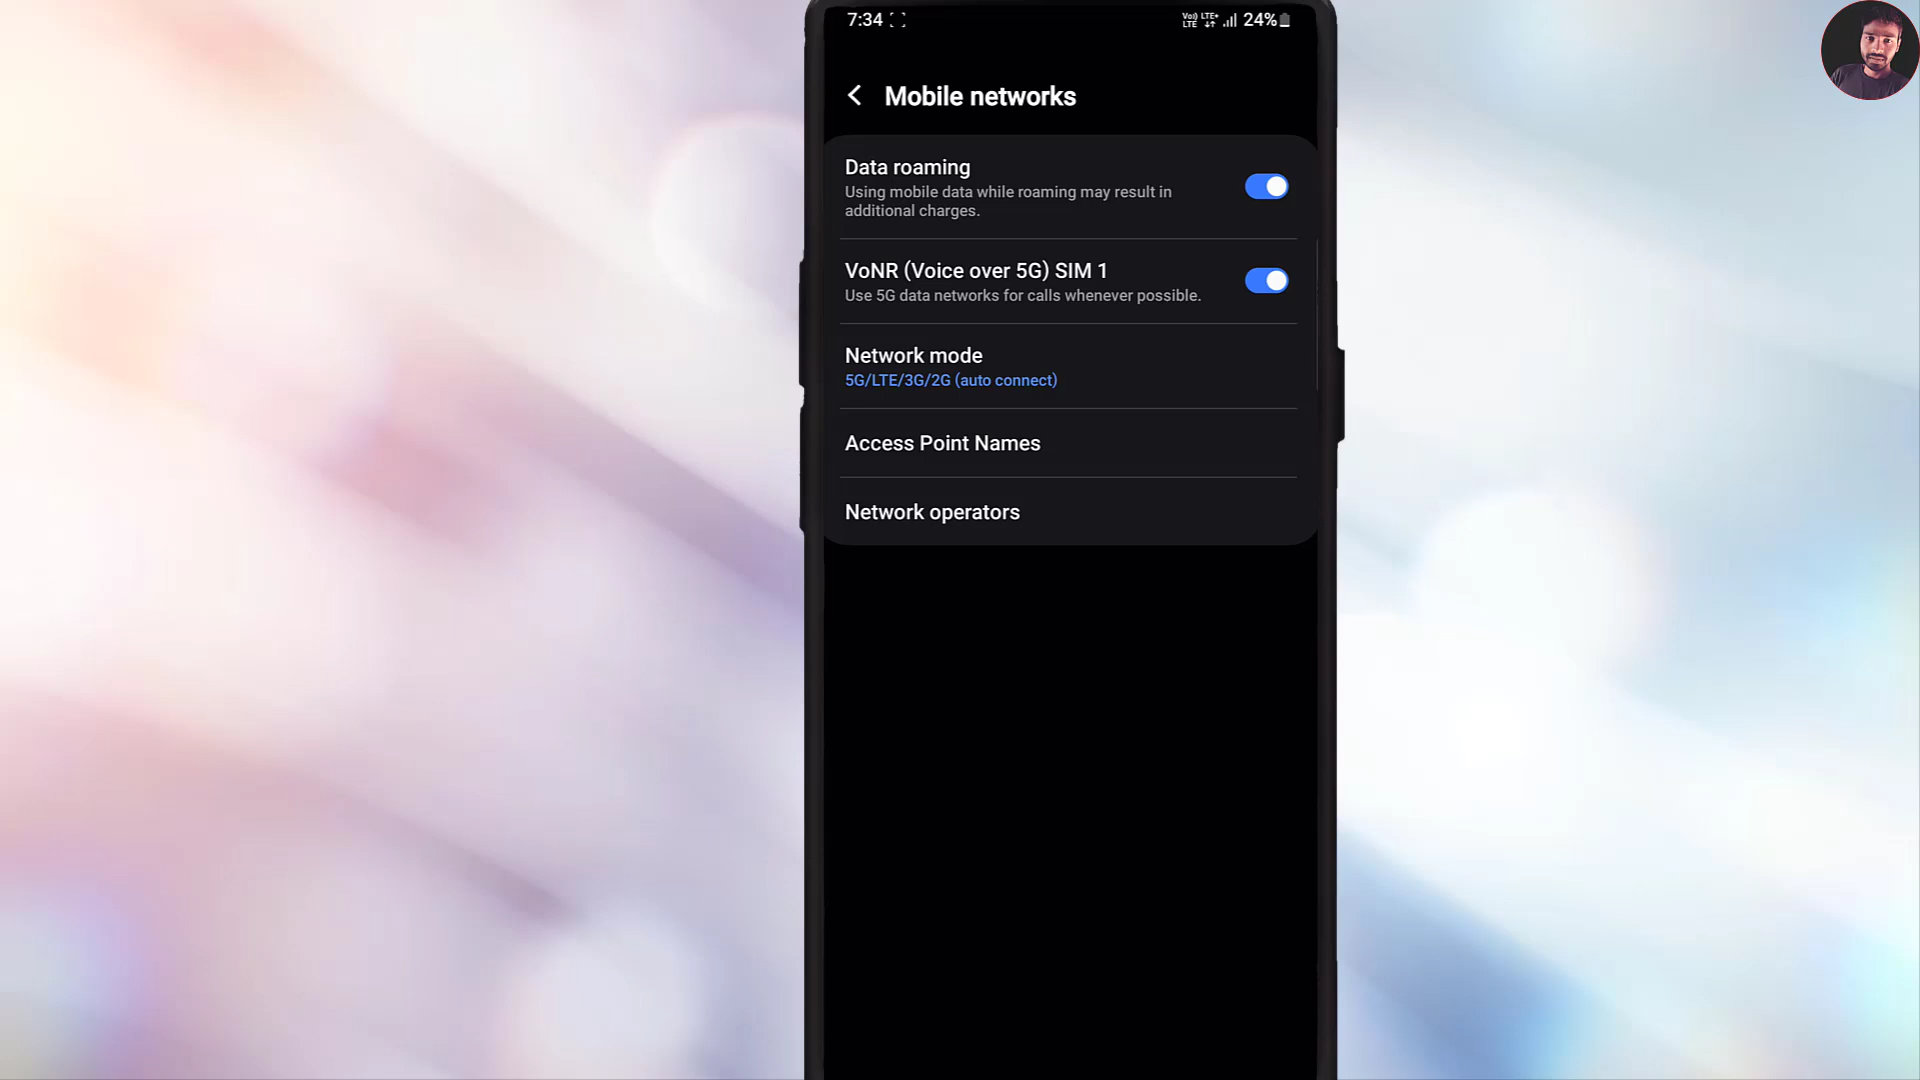 7:34 VoLTE LTE+ 24%
Mobile networks
Data roaming
Using mobile data while roaming may result in
additional charges.
VoNR (Voice over 5G) SIM 1
Use 5G data networks for calls whenever possible.
Network mode
5G/LTE/3G/2G (auto connect)
Access Point Names
Network operators